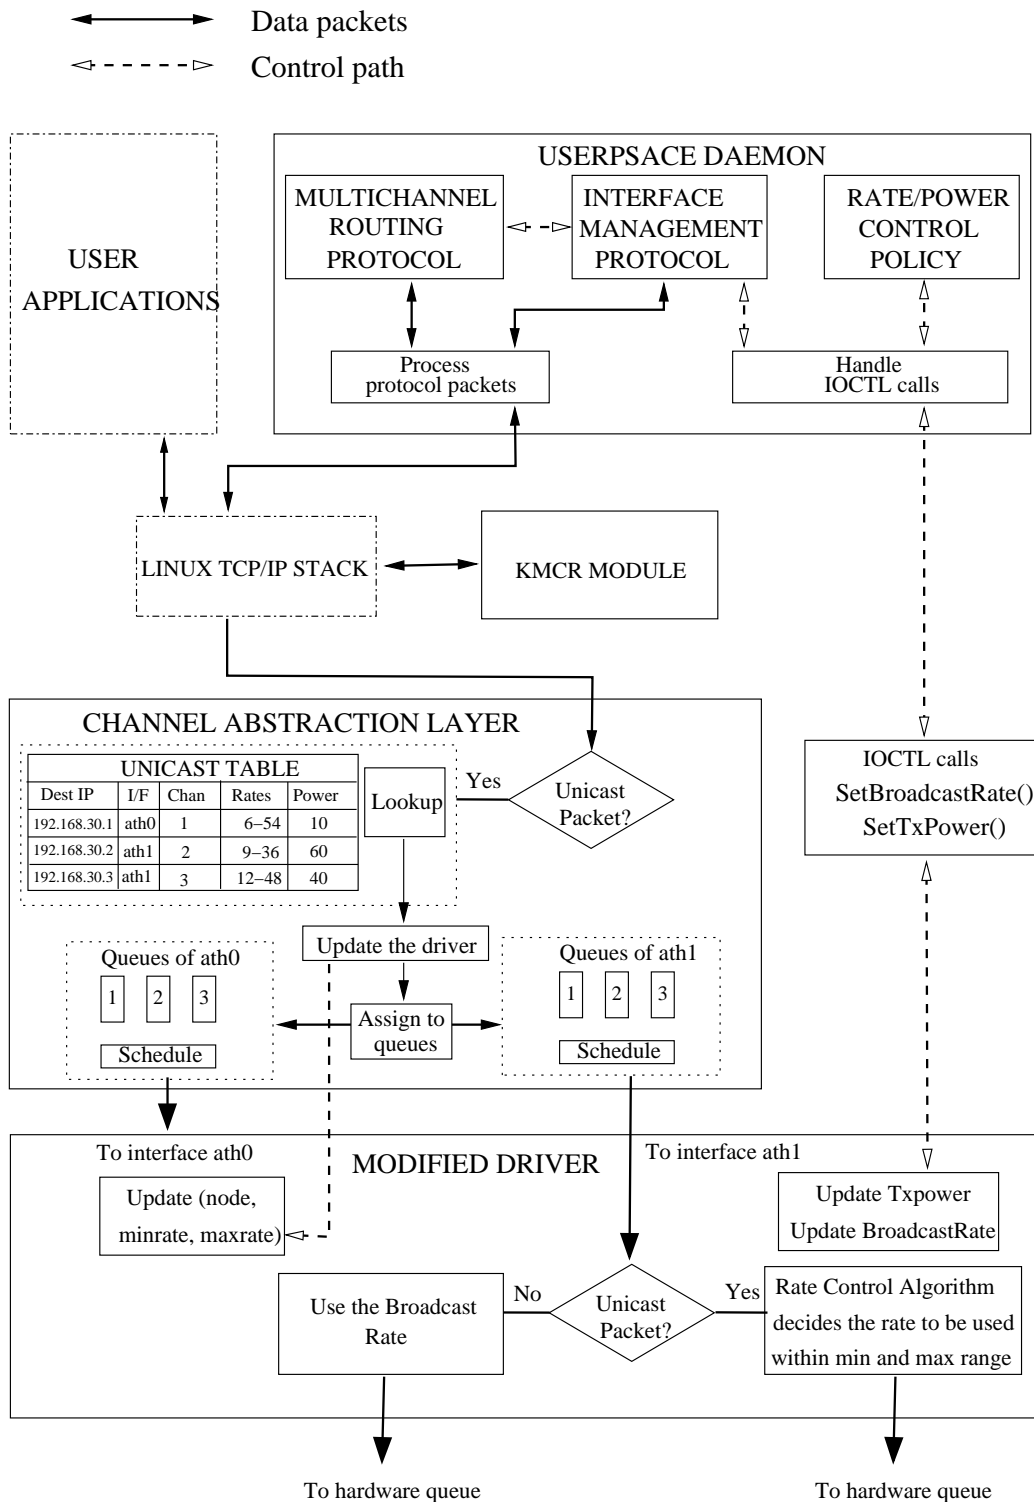 Data packets
Control path
USERPSACE DAEMON
MULTICHANNEL
ROUTING
PROTOCOL
INTERFACE
MANAGEMENT
PROTOCOL
RATE/POWER
CONTROL
POLICY
USER
APPLICATIONS
Process
protocol packets
Handle
IOCTL calls
LINUX TCP/IP STACK
KMCR MODULE
CHANNEL ABSTRACTION LAYER
UNICAST TABLE
Dest IP I/F Chan Rates Power
192.168.30.1 ath0 1 6–54 10
192.168.30.2 ath1 2 9–36 60
192.168.30.3 ath1 3 12–48 40
Lookup
Yes
Unicast
Packet?
IOCTL calls
SetBroadcastRate()
SetTxPower()
Update the driver
Queues of ath0
1 2 3
Schedule
Assign to
queues
Queues of ath1
1 2 3
Schedule
To interface ath0
MODIFIED DRIVER
To interface ath1
Update (node,
minrate, maxrate)
Update Txpower
Update BroadcastRate
Use the Broadcast
Rate
No
Unicast
Packet?
Yes
Rate Control Algorithm
decides the rate to be used
within min and max range
To hardware queue
To hardware queue